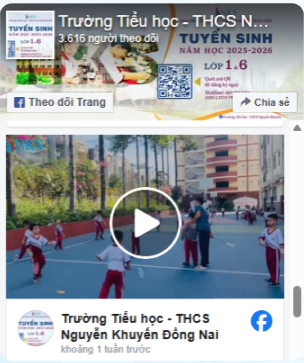 Trường Tiểu học - THCS N...
3.616 người theo dõi
TUYỂN SINH
NĂM HỌC 2025-2026
LỚP 1.6
Theo dõi Trang
Chia sẻ
Trường Tiểu học - THCS
Nguyễn Khuyến Đồng Nai
khoảng 1 tuần trước